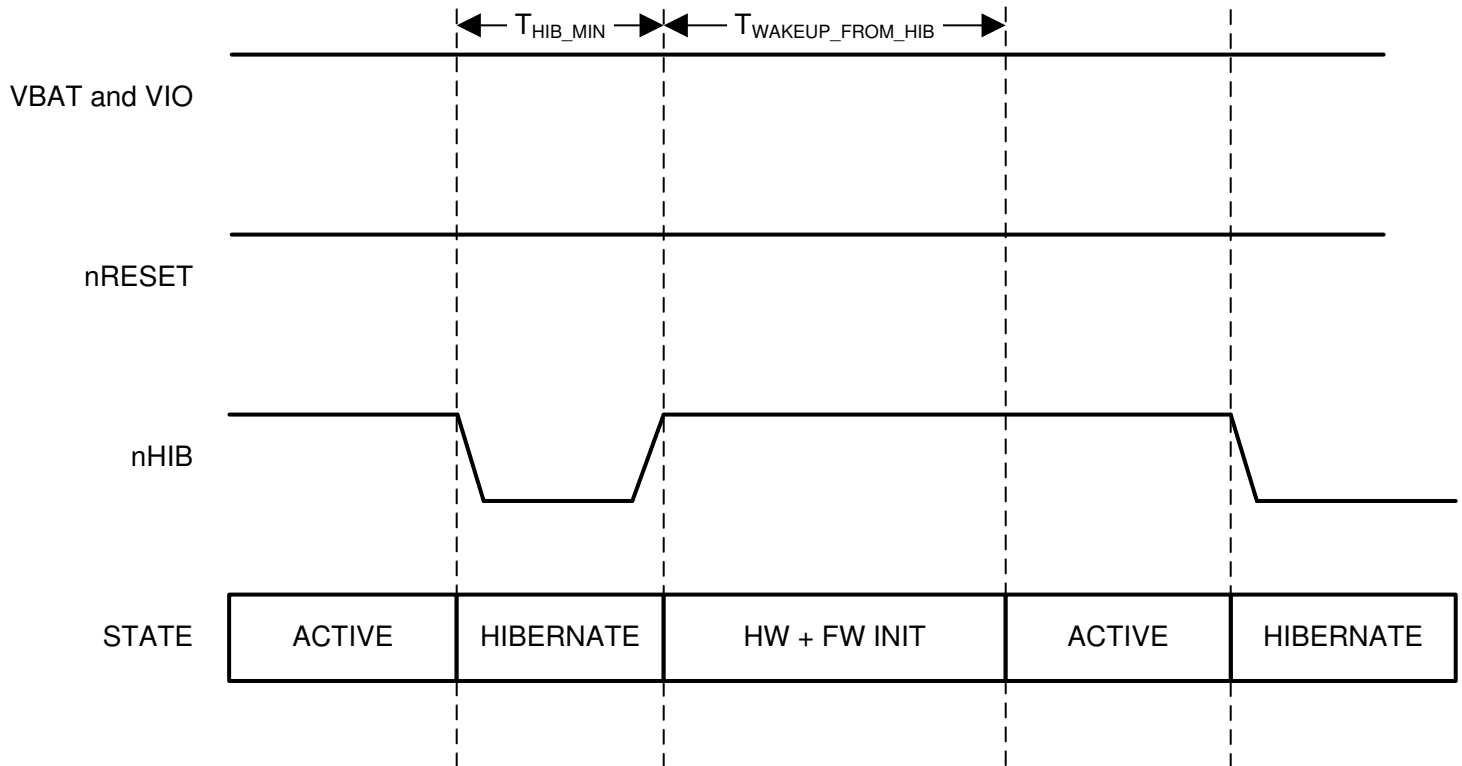 T_HIB_MIN T_WAKEUP_FROM_HIB
VBAT and VIO
nRESET
nHIB
STATE ACTIVE HIBERNATE HW + FW INIT ACTIVE HIBERNATE